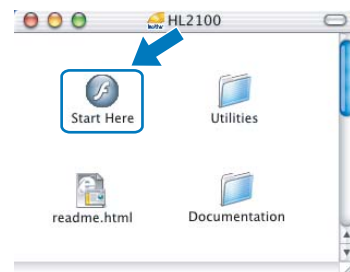 HL2100
Start Here
Utilities
readme.html
Documentation